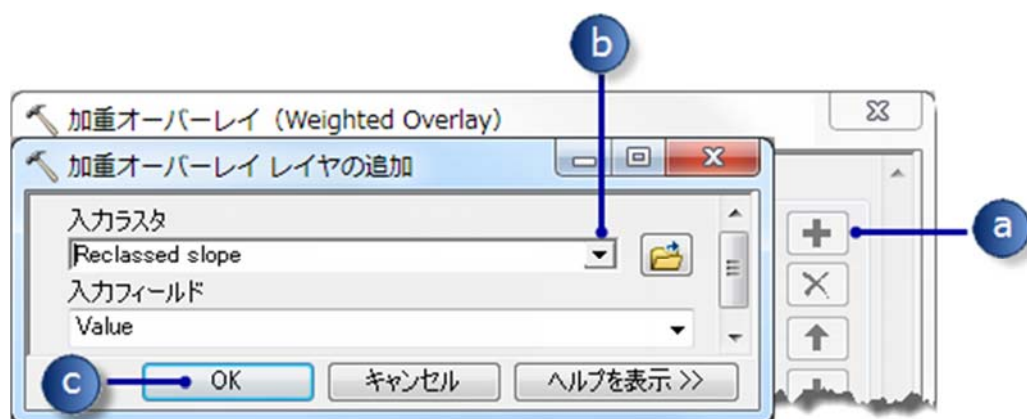 b
加重オーバーレイ (Weighted Overlay)
加重オーバーレイ レイヤの追加
入力ラスタ
a
Reclassed slope
入力フィールド
Value
c
OK
キャンセル
ヘルプを表示 >>